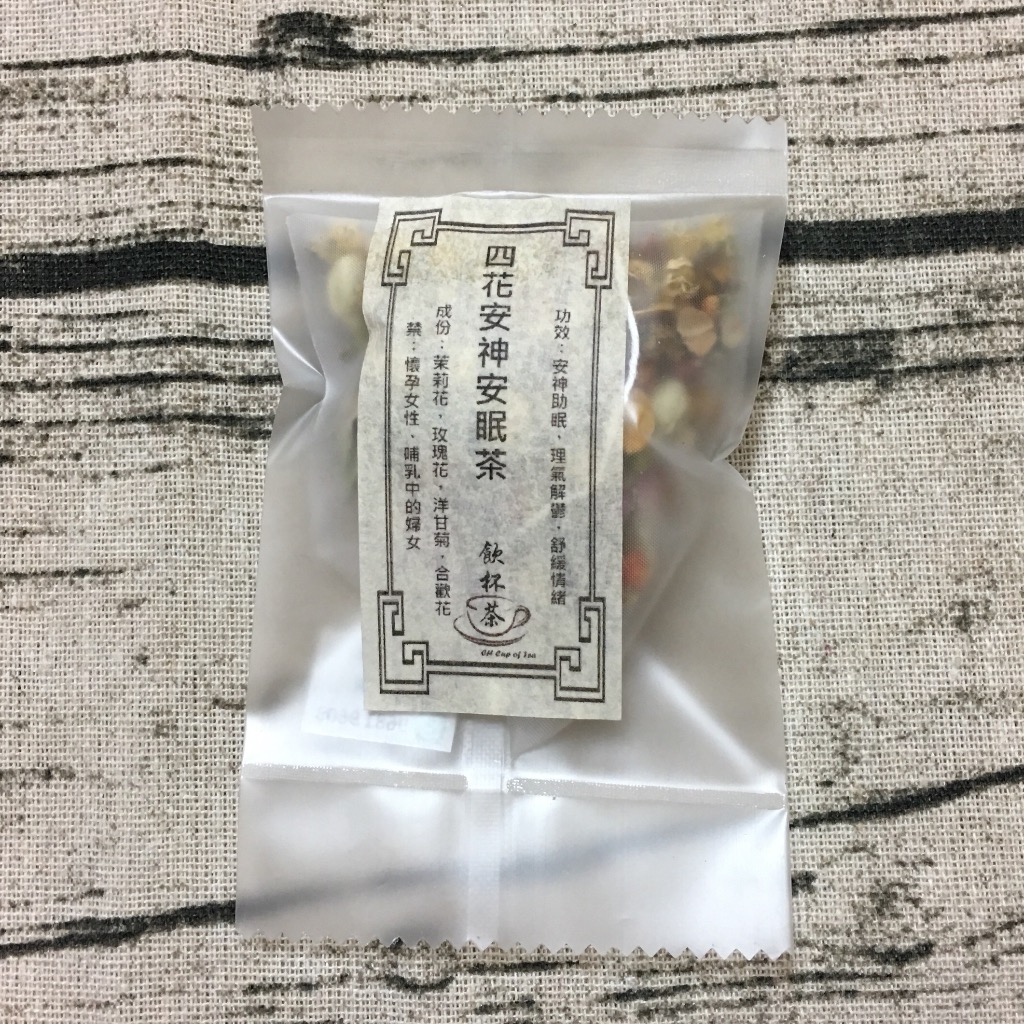 功效：安神助眠、理氣解鬱、舒緩情緒
四花安神安眠茶
成份：茉莉花，玫瑰花，洋甘菊，合歡花
禁：懷孕女性、哺乳中的婦女
飲杯
茶
CH Cup of Tea